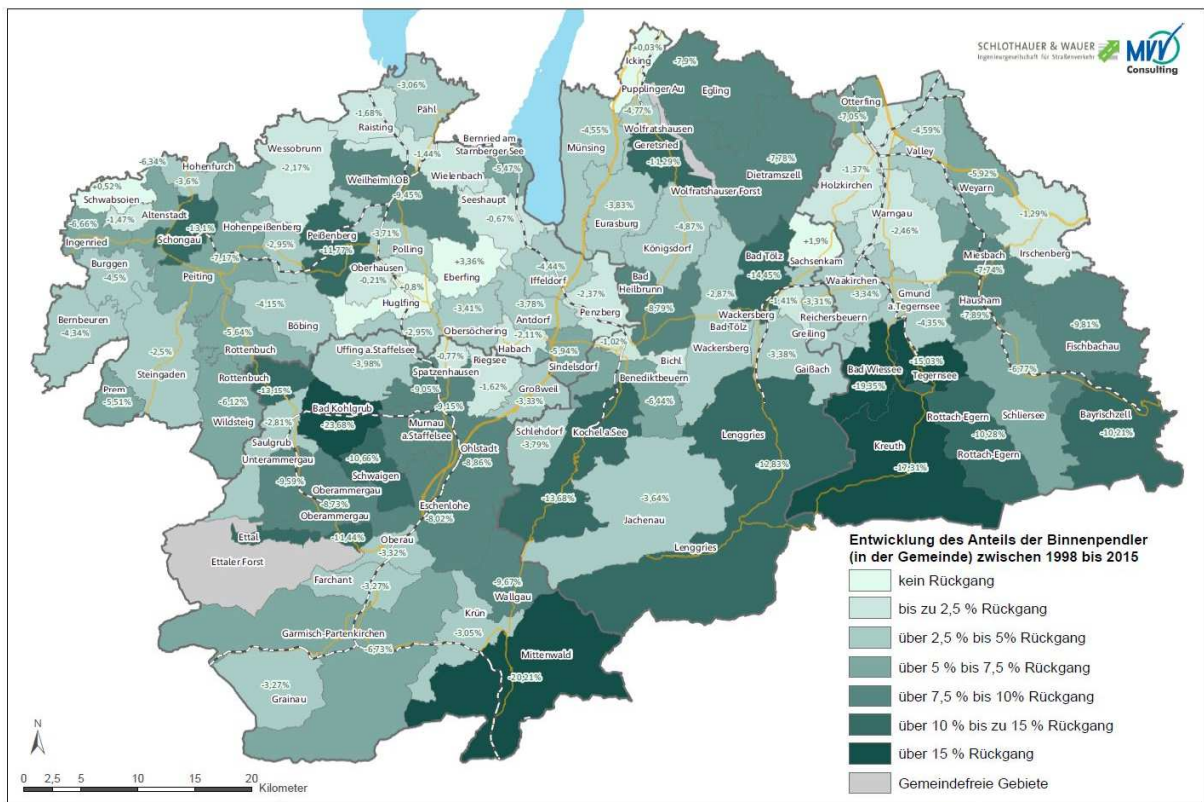 SCHLOTHAUER & WAUER
Ingenieurgesellschaft für Straßenverkehr
MVV
Consulting
+0,03%
Icking
-7,9%
Pupplinger Au
Egling
-4,77%
Wolfratshausen
Geretsried
-11,29%
-7,78%
Dietramszell
Wolfratshauser Forst
-4,55%
Münsing
-3,06%
Pähl
-1,68%
Raisting
Wessobrunn
-2,17%
-1,44%
Wielenbach
Bernried am
Starnberger See
-5,47%
Weilheim i.OB
-9,45%
Seeshaupt
-0,67%
-6,34%
Hohenfurch
-3,6%
+0,52%
Schwabsoien
-1,47%
Altenstadt
-13,1%
Schongau
-6,66%
Ingenried
Hohenpeißenberg
-2,95%
Peißenberg
-11,77%
-3,71%
Polling
Oberhausen
-0,21%
+3,36%
Eberfing
+0,8%
Huglfing
-7,17%
Peiting
Burggen
-4,5%
Bernbeuren
-4,34%
-4,15%
Böbing
-5,64%
Rottenbuch
-2,5%
Steingaden
Prem
-5,51%
Rottenbuch
-13,15%
-6,12%
Wildsteig
-3,41%
Obersöchering
-2,95%
Uffing a.Staffelsee
-3,98%
-0,77%
Spatzenhausen
-9,05%
Riegsee
-1,62%
-4,44%
Iffeldorf
-3,78%
Antdorf
-2,11%
Habach
-5,94%
Sindelsdorf
Großweil
-3,33%
-2,37%
Penzberg
-1,02%
-3,83%
Eurasburg
-4,87%
Königsdorf
Bad
Heilbrunn
-8,79%
Bichl
Benediktbeuern
-6,44%
-2,87%
Bad Tölz
Wackersberg
Bad Tölz
-14,45%
Wackersberg
+1,9%
Sachsenkam
-1,41%
-3,31%
Reichersbeuern
Greiling
-3,38%
Gaißach
Waakirchen
-3,34%
Gmund
a.Tegernsee
-4,35%
Otterfing
-7,05%
-4,59%
Valley
-1,37%
Holzkirchen
-5,92%
Weyarn
Warngau
-2,46%
-1,29%
Irschenberg
Miesbach
-7,74%
Hausham
-7,89%
-9,81%
Fischbachau
-6,77%
Schliersee
Bayrischzell
-10,21%
-15,03%
Tegernsee
Bad Wiessee
-19,35%
Rottach-Egern
-10,28%
Rottach-Egern
Kreuth
-17,31%
Bad Kohlgrub
-23,68%
-2,81%
Saulgrub
Unterammergau
-9,59%
-10,66%
Schwaigen
Oberammergau
-8,73%
Oberammergau
-9,15%
Murnau
a.Staffelsee
Ohlstadt
-8,86%
Eschenlohe
-8,02%
Schlehdorf
-3,79%
Kochel a.See
-13,68%
-3,64%
Jachenau
Lenggries
-12,83%
Lenggries
Ettal
-11,44%
Ettaler Forst
Oberau
-3,32%
Farchant
-3,27%
Garmisch-Partenkirchen
-6,73%
-3,27%
Grainau
-9,67%
Wallgau
Krün
-3,05%
Mittenwald
-20,21%
Entwicklung des Anteils der Binnenpendler
(in der Gemeinde) zwischen 1998 bis 2015
kein Rückgang
bis zu 2,5 % Rückgang
über 2,5 % bis 5% Rückgang
über 5 % bis 7,5 % Rückgang
über 7,5 % bis 10% Rückgang
über 10 % bis zu 15 % Rückgang
über 15 % Rückgang
Gemeindefreie Gebiete
N
0 2,5 5 10 15 20
Kilometer